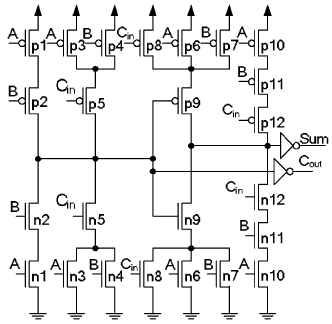 A p1 A p3 B p4 Cin p8 A p6 B p7 A p10
B p2 Cin p5 p9 B p11
Cin p12
Sum
Cout
Cin n12
B n2 Cin n5 n9 B n11
A n1 A n3 B n4 Cin n8 A n6 B n7 A n10